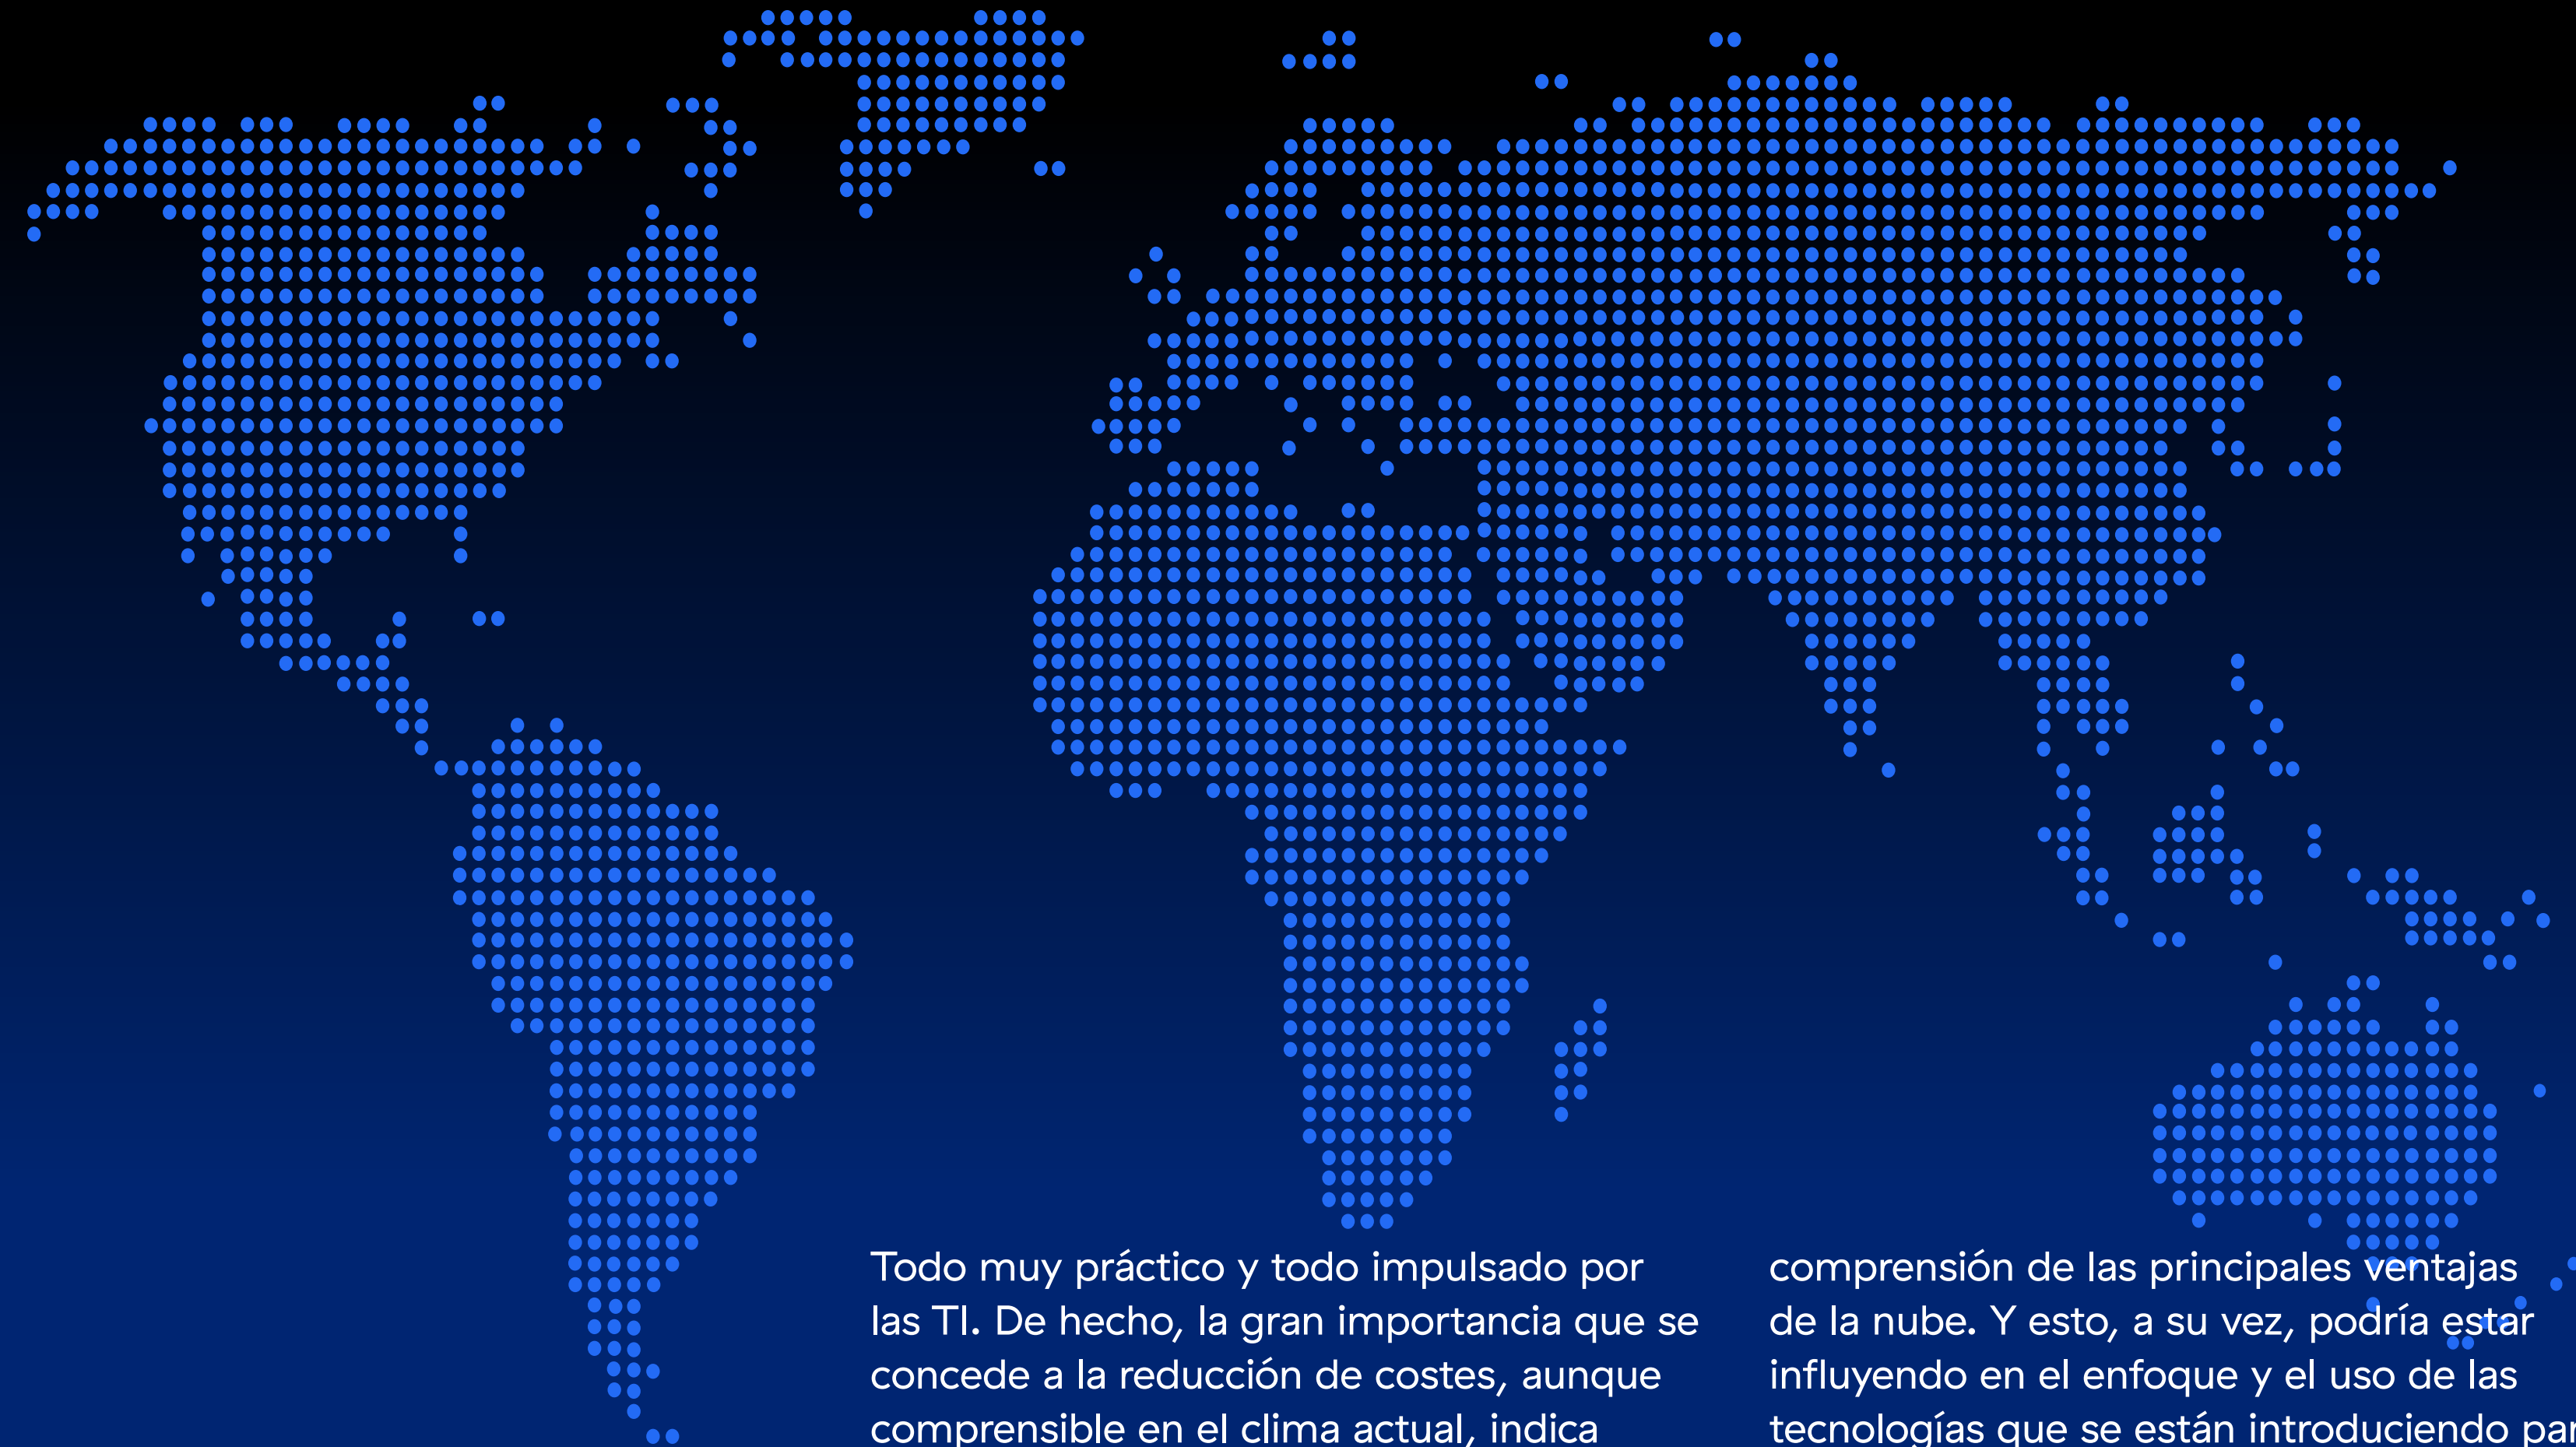 Todo muy práctico y todo impulsado por
las TI. De hecho, la gran importancia que se
concede a la reducción de costes, aunque
comprensible en el clima actual, indica
comprensión de las principales ventajas
de la nube. Y esto, a su vez, podría estar
influyendo en el enfoque y el uso de las
tecnologías que se están introduciendo